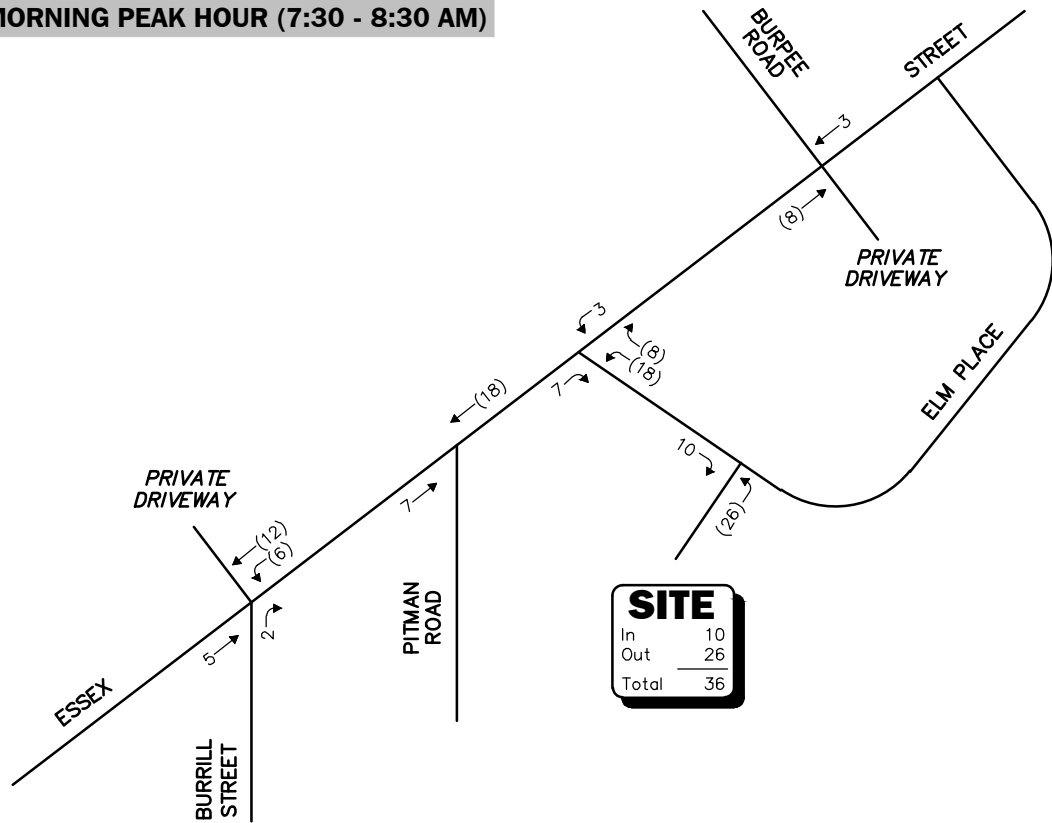 MORNING PEAK HOUR (7:30 - 8:30 AM)
BURPEE
ROAD
STREET
3
(8)
PRIVATE
DRIVEWAY
3
(8)
(18)
7
ELM PLACE
(18)
10
(26)
7
PRIVATE
DRIVEWAY
(12)
(6)
2
5
PITMAN
ROAD
ESSEX
BURRILL
STREET
SITE
In 10
Out 26
Total 36